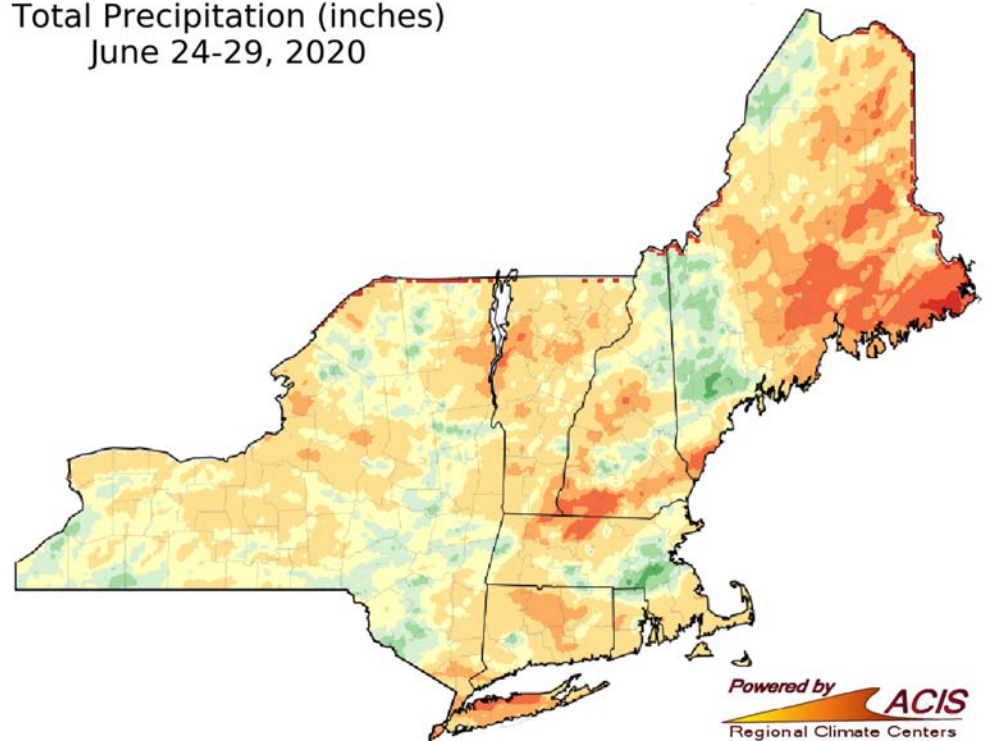 Total Precipitation (inches)
June 24-29, 2020
Powered by
ACIS
Regional Climate Centers